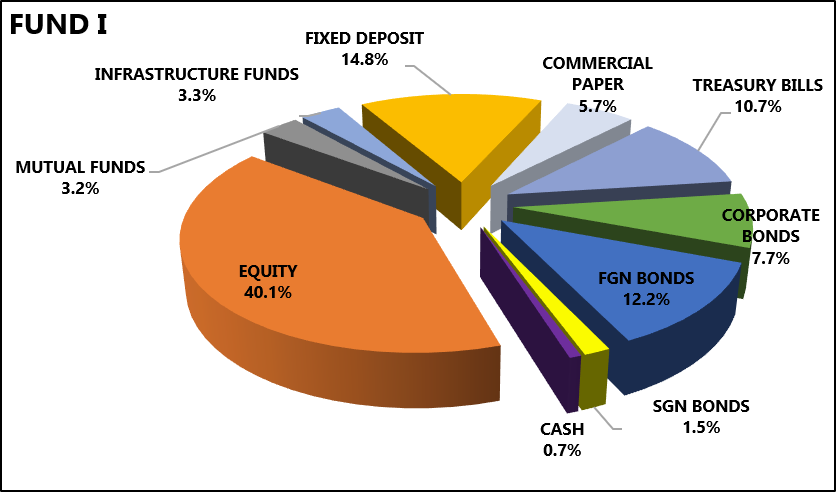 FUND I
FIXED DEPOSIT
14.8%
COMMERCIAL
PAPER
5.7%
INFRASTRUCTURE FUNDS
3.3%
TREASURY BILLS
10.7%
MUTUAL FUNDS
3.2%
CORPORATE
BONDS
7.7%
EQUITY
40.1%
FGN BONDS
12.2%
SGN BONDS
1.5%
CASH
0.7%